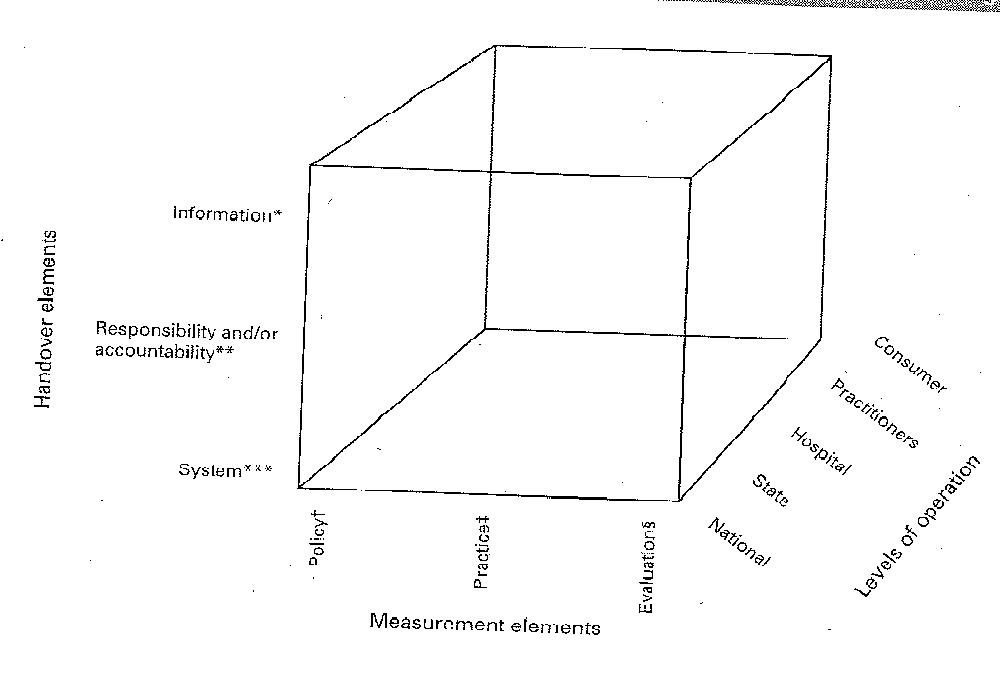 Information*
Handover elements
Responsibility and/or
accountability**
System***
Policy†
Practice‡
Evaluation§
Measurement elements
Consumer
Practitioners
Hospital
State
National
Levels of operation